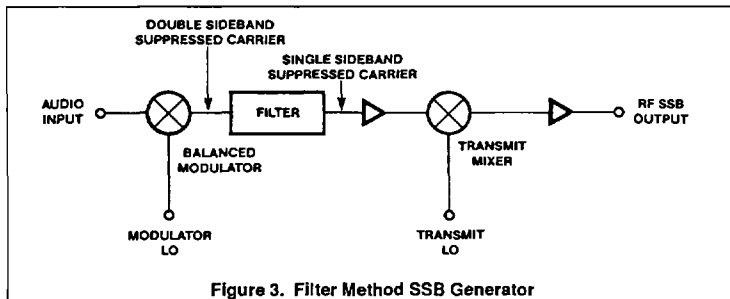 DOUBLE SIDEBAND
SUPPRESSED CARRIER
SINGLE SIDEBAND
SUPPRESSED CARRIER
AUDIO
INPUT
FILTER
RF SSB
OUTPUT
BALANCED
MODULATOR
TRANSMIT
MIXER
MODULATOR
LO
TRANSMIT
LO
Figure 3. Filter Method SSB Generator